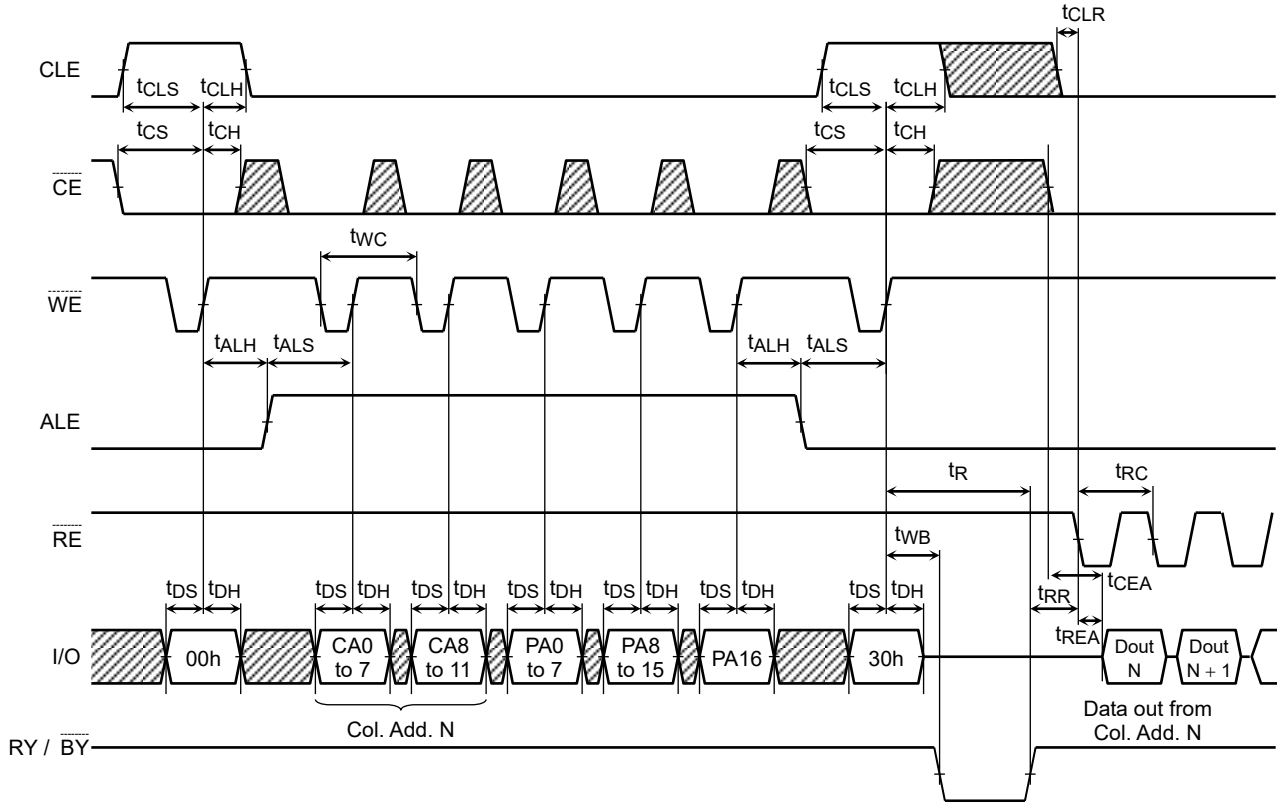 tCLR
CLE
tCLS
tCLH
tCLS
tCLH
tCS
tCH
tCS
tCH
CE
tWC
WE
tALH
tALS
tALH
tALS
ALE
tR
tRC
RE
tWB
tCEA
tDS
tDH
tDS
tDH
tDS
tDH
tDS
tDH
tDS
tDH
tDS
tDH
tDS
tDH
tRR
tREA
I/O
00h
CA0
to 7
CA8
to 11
PA0
to 7
PA8
to 15
PA16
30h
Dout
N
Dout
N + 1
Col. Add. N
Data out from
Col. Add. N
RY / BY